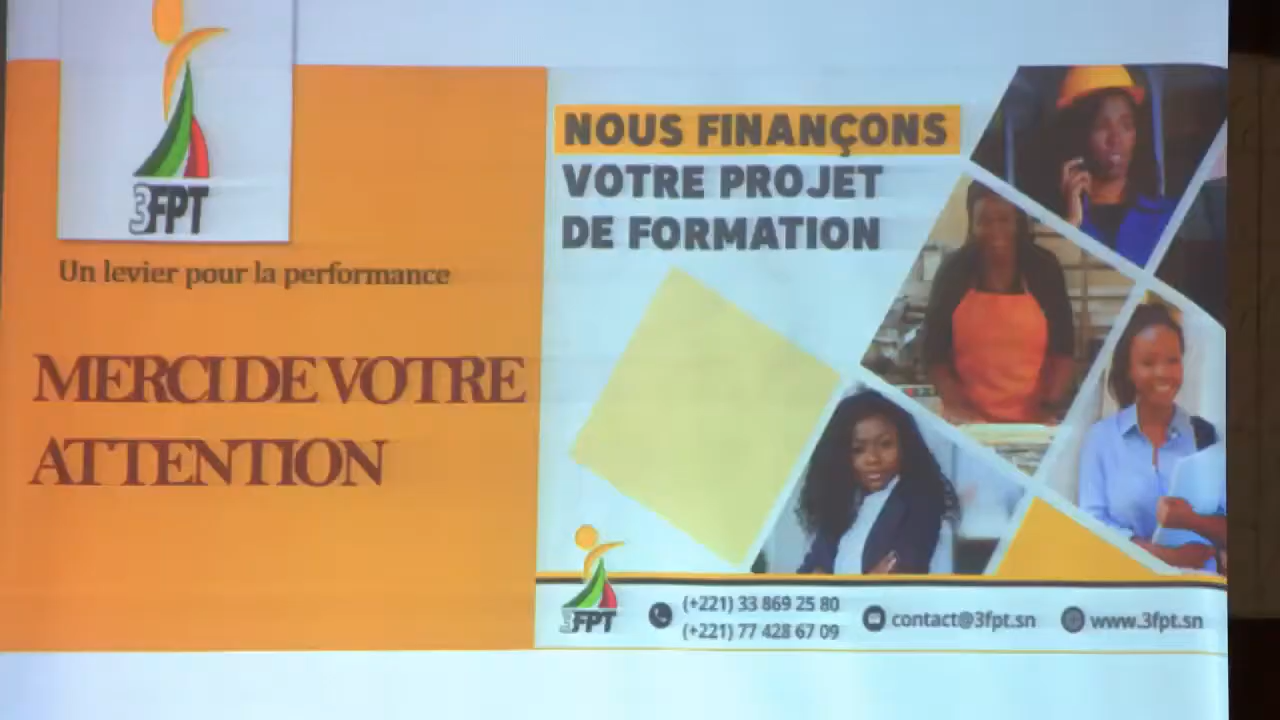 3FPT
Un levier pour la performance
MERCI DE VOTRE
ATTENTION
NOUS FINANÇONS
VOTRE PROJET
DE FORMATION
3FPT
(+221) 33 869 25 80
(+221) 77 428 67 09
contact@3fpt.sn
www.3fpt.sn